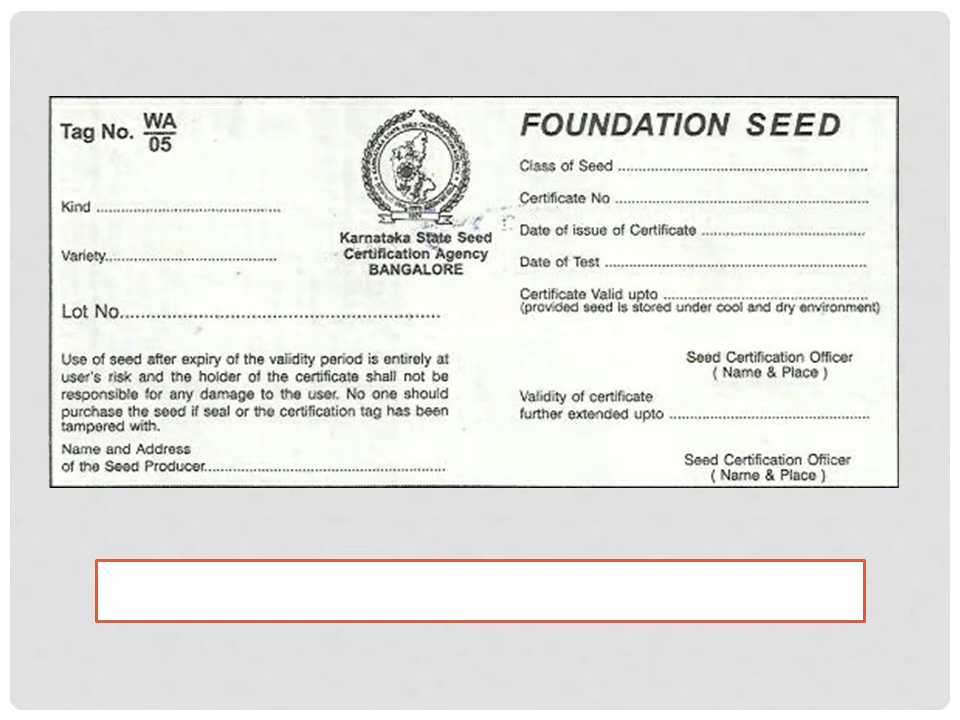 Tag No. WA
05
Kind ........................................................
Variety....................................................
Lot No.......................................................
Use of seed after expiry of the validity period is entirely at
user's risk and the holder of the certificate shall not be
responsible for any damage to the user. No one should
purchase the seed if seal or the certification tag has been
tampered with.
Name and Address
of the Seed Producer..............................................................
Karnataka State Seed
Certification Agency
BANGALORE
FOUNDATION SEED
Class of Seed ................................................................
Certificate No ................................................................
Date of issue of Certificate ..........................................
Date of Test ..................................................................
Certificate Valid upto ....................................................
(provided seed is stored under cool and dry environment)
Seed Certification Officer
( Name & Place )
Validity of certificate
further extended upto ..................................................
Seed Certification Officer
( Name & Place )